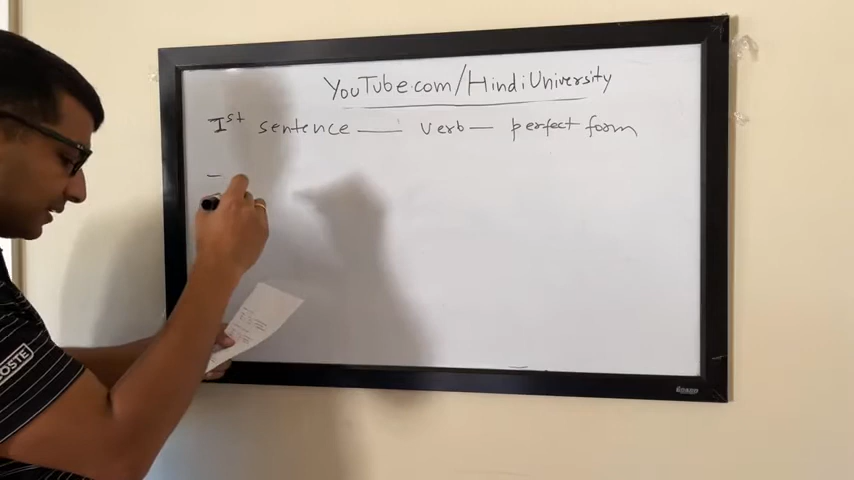 YouTube.com/HindiUniversity
Ist sentence — verb — perfect form